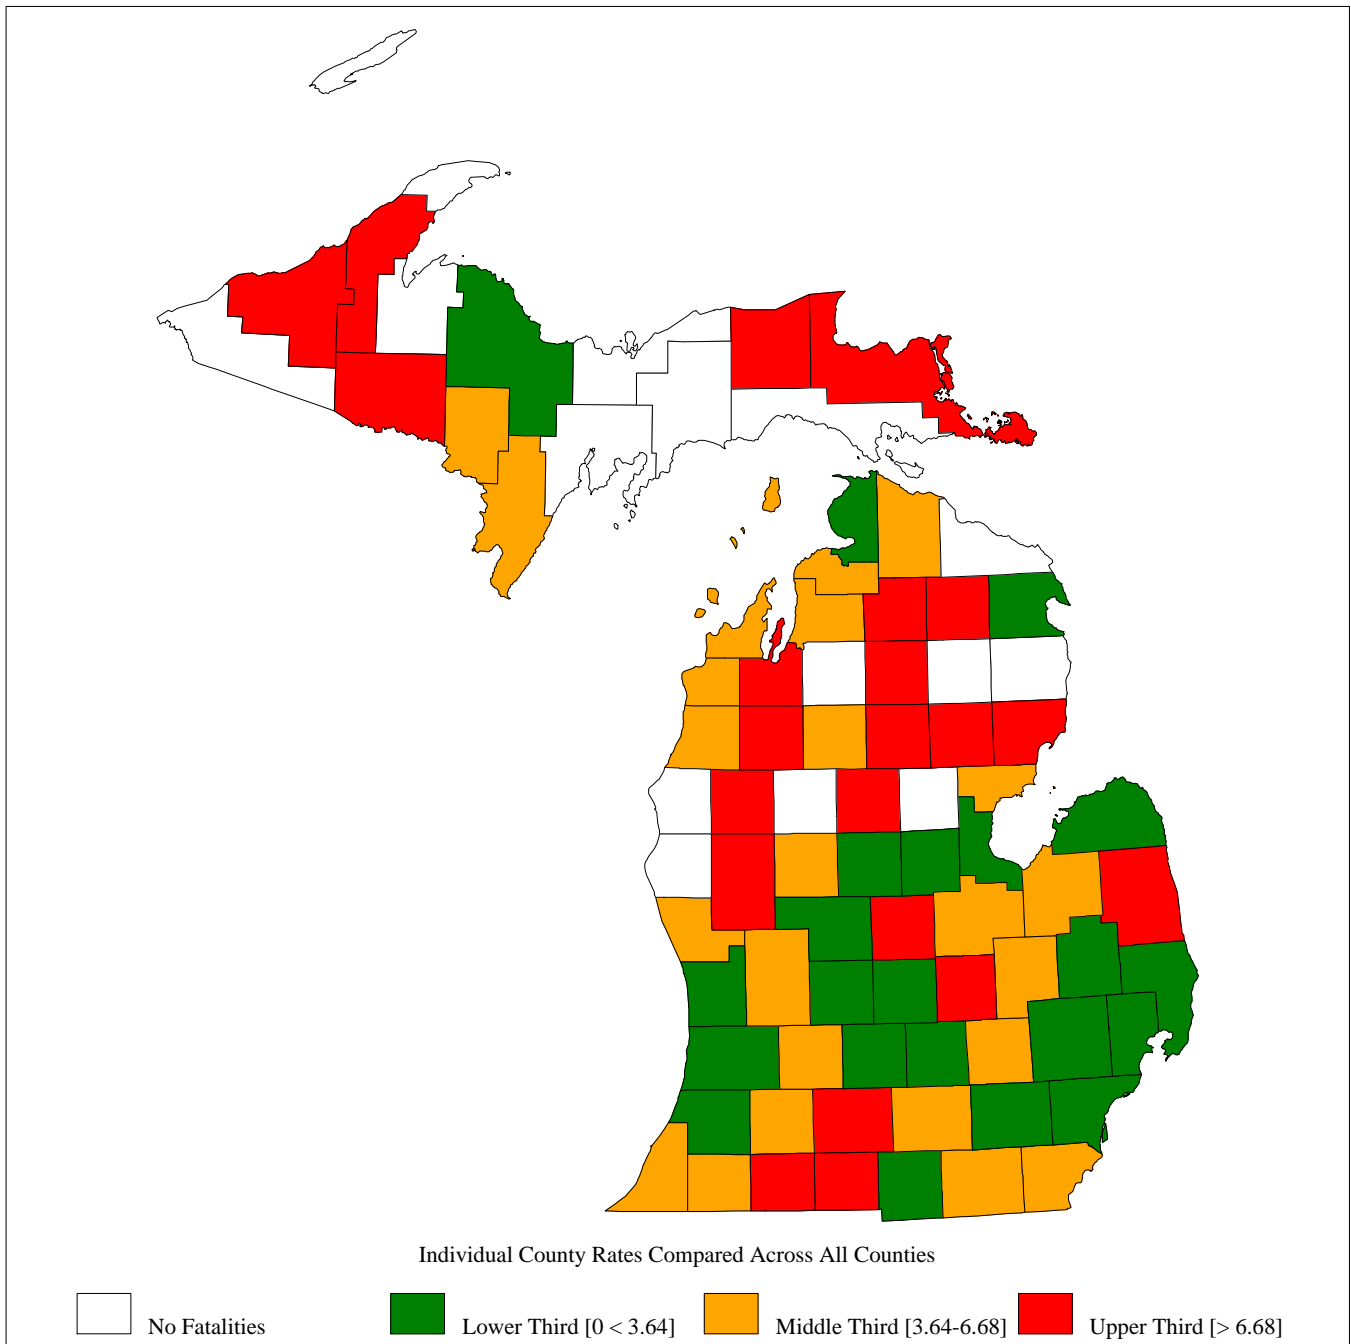 Individual County Rates Compared Across All Counties
No Fatalities Lower Third [0 < 3.64] Middle Third [3.64-6.68] Upper Third [> 6.68]